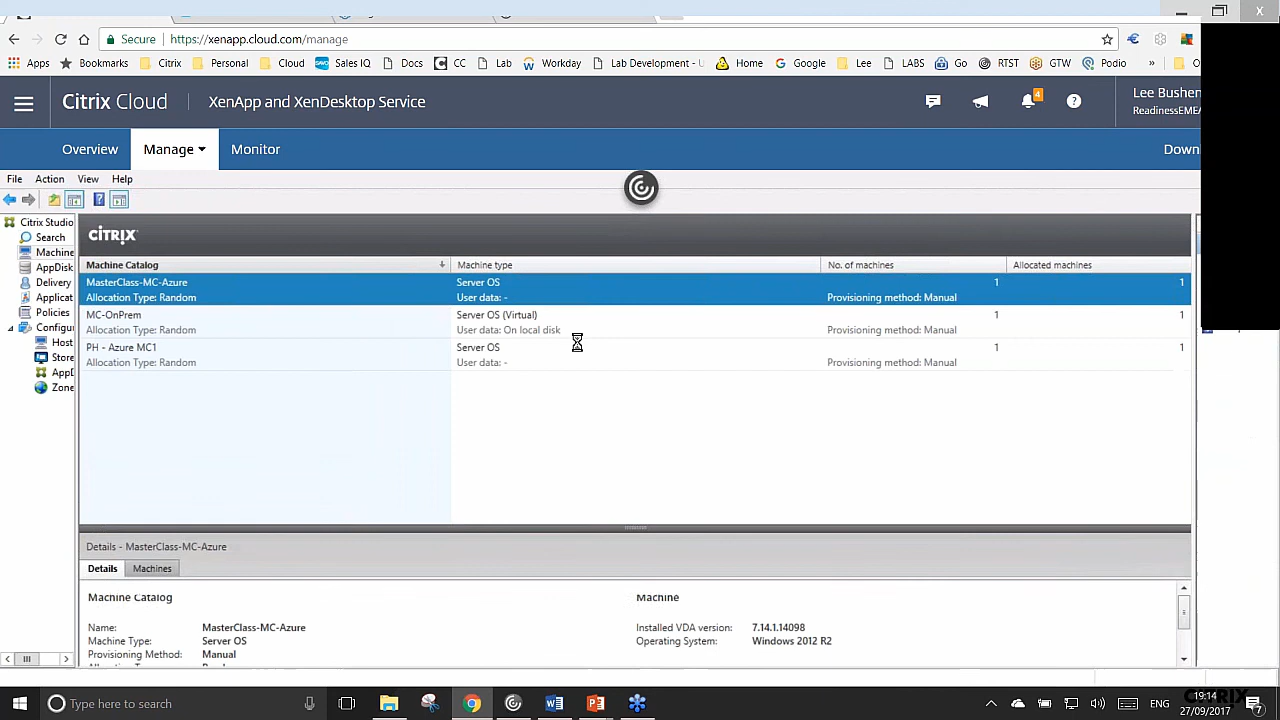 X
Secure https://xenapp.cloud.com/manage
Apps Bookmarks Citrix Personal Cloud Sales IQ Docs CC Lab Workday Lab Development - Home Google Lee LABS Go RTST GTW Podio »
Citrix Cloud XenApp and XenDesktop Service 4 ? Lee Bushen
ReadinessEMEA
Overview Manage Monitor Down
File Action View Help
Citrix Studio
Search
Machine
AppDisk
Delivery
Applicat
Policies
Configu
Host
Store
AppD
Zone
CITRIX
Machine Catalog Machine type No. of machines Allocated machines
MasterClass-MC-Azure Server OS 1 1
Allocation Type: Random User data: - Provisioning method: Manual
MC-OnPrem Server OS (Virtual) 1 1
Allocation Type: Random User data: On local disk Provisioning method: Manual
PH - Azure MC1 Server OS 1 1
Allocation Type: Random User data: - Provisioning method: Manual
Details - MasterClass-MC-Azure
Details Machines
Machine Catalog Machine
Name: MasterClass-MC-Azure Installed VDA version: 7.14.1.14098
Machine Type: Server OS Operating System: Windows 2012 R2
Provisioning Method: Manual
Type here to search ENG 19:14
27/09/2017 7
CITRIX